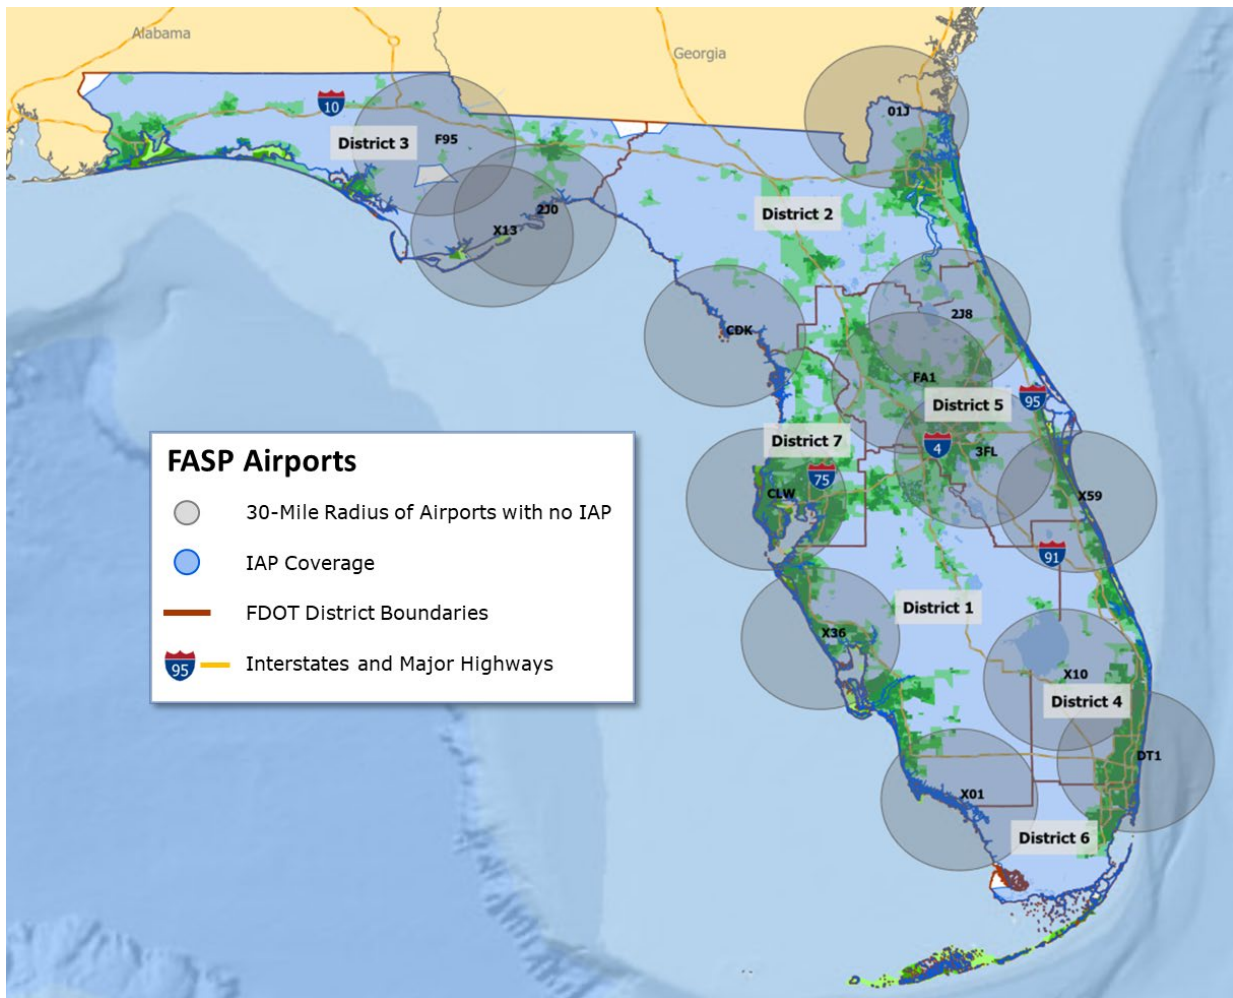 Alabama
Georgia
10
01J
District 3
F95
2J0
District 2
X13
2J8
CDK
FA1
95
District 5
District 7
4
3FL
75
CLW
X59
91
District 1
X36
X10
District 4
DT1
X01
District 6
FASP Airports
30-Mile Radius of Airports with no IAP
IAP Coverage
FDOT District Boundaries
95
Interstates and Major Highways